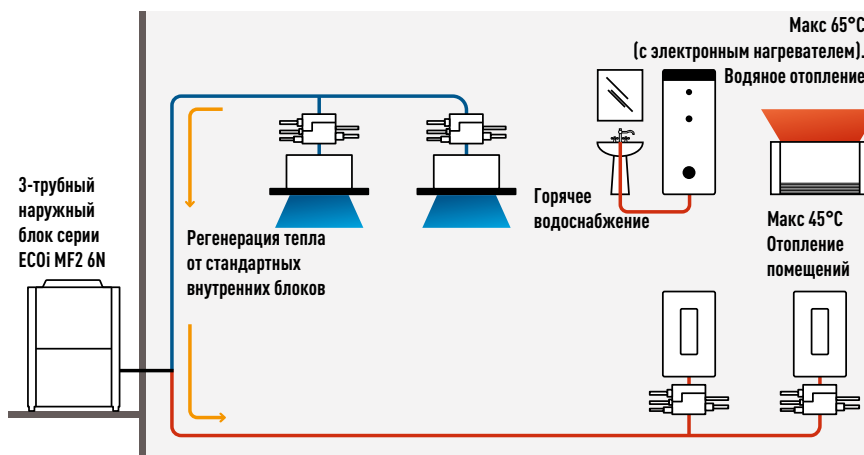 Макс 65°C
(с электронным нагревателем).
Водяное отопление
3-трубный
наружный
блок серии
ECOi MF2 6N
Регенерация тепла
от стандартных
внутренних блоков
Горячее
водоснабжение
Макс 45°C
Отопление
помещений